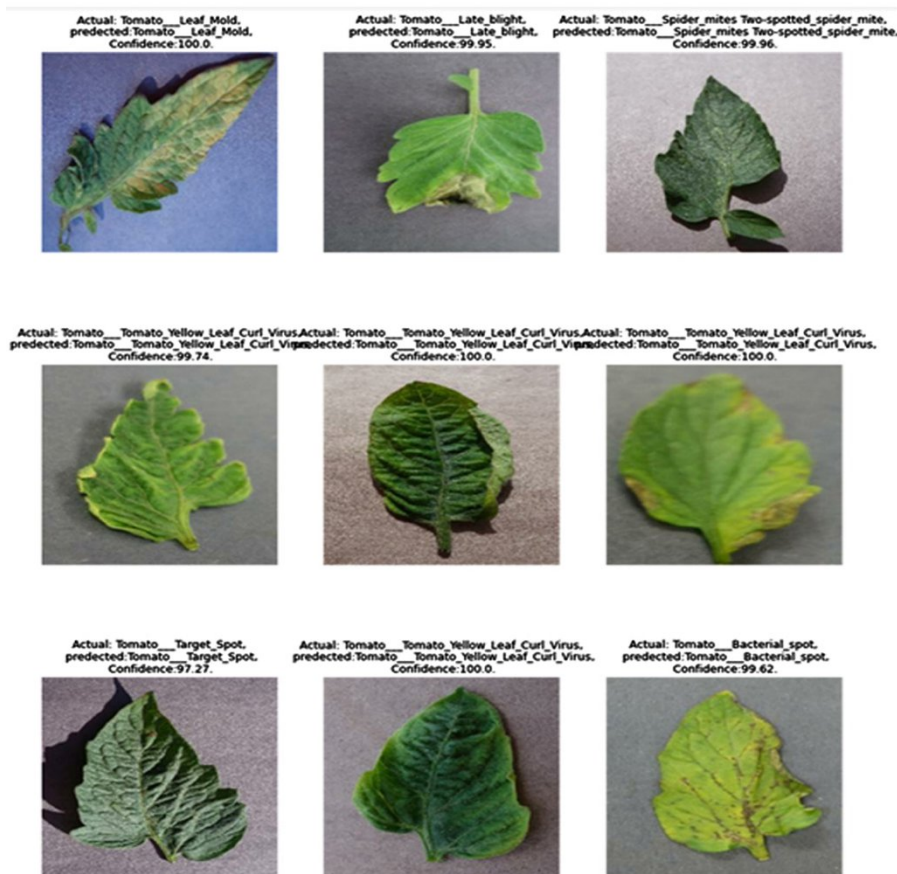 Actual: Tomato___Leaf_Mold,
predected:Tomato___Leaf_Mold,
Confidence:100.0.
Actual: Tomato___Late_blight,
predected:Tomato___Late_blight,
Confidence:99.95.
Actual: Tomato___Spider_mites Two-spotted_spider_mite,
predected:Tomato___Spider_mites Two-spotted_spider_mite,
Confidence:99.96.
Actual: Tomato___Tomato_Yellow_Leaf_Curl_Virus,
predected:Tomato___Tomato_Yellow_Leaf_Curl_Virus,
Confidence:99.74.
Actual: Tomato___Tomato_Yellow_Leaf_Curl_Virus,
predected:Tomato___Tomato_Yellow_Leaf_Curl_Virus,
Confidence:100.0.
Actual: Tomato___Tomato_Yellow_Leaf_Curl_Virus,
predected:Tomato___Tomato_Yellow_Leaf_Curl_Virus,
Confidence:100.0.
Actual: Tomato___Target_Spot,
predected:Tomato___Target_Spot,
Confidence:97.27.
Actual: Tomato___Tomato_Yellow_Leaf_Curl_Virus,
predected:Tomato___Tomato_Yellow_Leaf_Curl_Virus,
Confidence:100.0.
Actual: Tomato___Bacterial_spot,
predected:Tomato___Bacterial_spot,
Confidence:99.62.